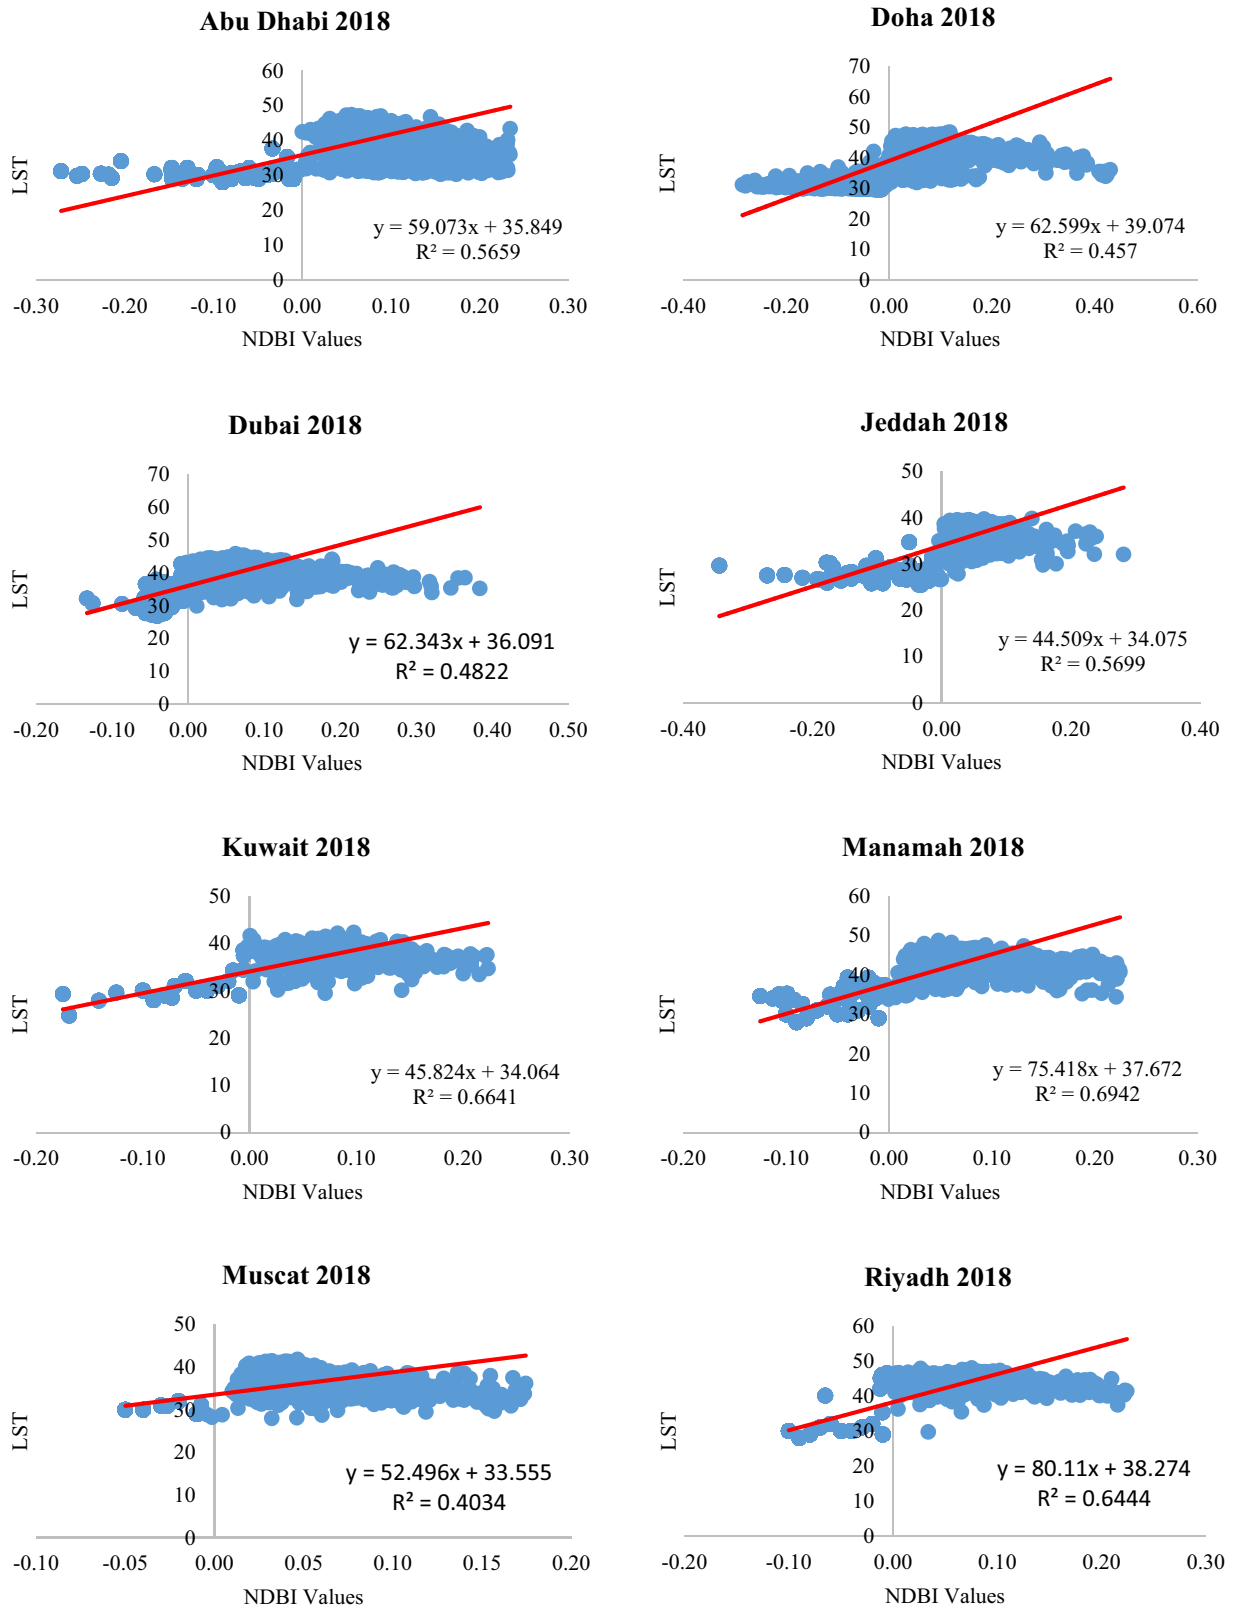 Abu Dhabi 2018
60
50
40
30
20
10
0
LST
y = 59.073x + 35.849
R² = 0.5659
-0.30 -0.20 -0.10 0.00 0.10 0.20 0.30
NDBI Values
Doha 2018
70
60
50
40
30
20
10
0
LST
y = 62.599x + 39.074
R² = 0.457
-0.40 -0.20 0.00 0.20 0.40 0.60
NDBI Values
Dubai 2018
70
60
50
40
30
20
10
0
LST
y = 62.343x + 36.091
R² = 0.4822
-0.20 -0.10 0.00 0.10 0.20 0.30 0.40 0.50
NDBI Values
Jeddah 2018
50
40
30
20
10
0
LST
y = 44.509x + 34.075
R² = 0.5699
-0.40 -0.20 0.00 0.20 0.40
NDBI Values
Kuwait 2018
50
40
30
20
10
0
LST
y = 45.824x + 34.064
R² = 0.6641
-0.20 -0.10 0.00 0.10 0.20 0.30
NDBI Values
Manamah 2018
60
50
40
30
20
10
0
LST
y = 75.418x + 37.672
R² = 0.6942
-0.20 -0.10 0.00 0.10 0.20 0.30
NDBI Values
Muscat 2018
50
40
30
20
10
0
LST
y = 52.496x + 33.555
R² = 0.4034
-0.10 -0.05 0.00 0.05 0.10 0.15 0.20
NDBI Values
Riyadh 2018
60
50
40
30
20
10
0
LST
y = 80.11x + 38.274
R² = 0.6444
-0.20 -0.10 0.00 0.10 0.20 0.30
NDBI Values